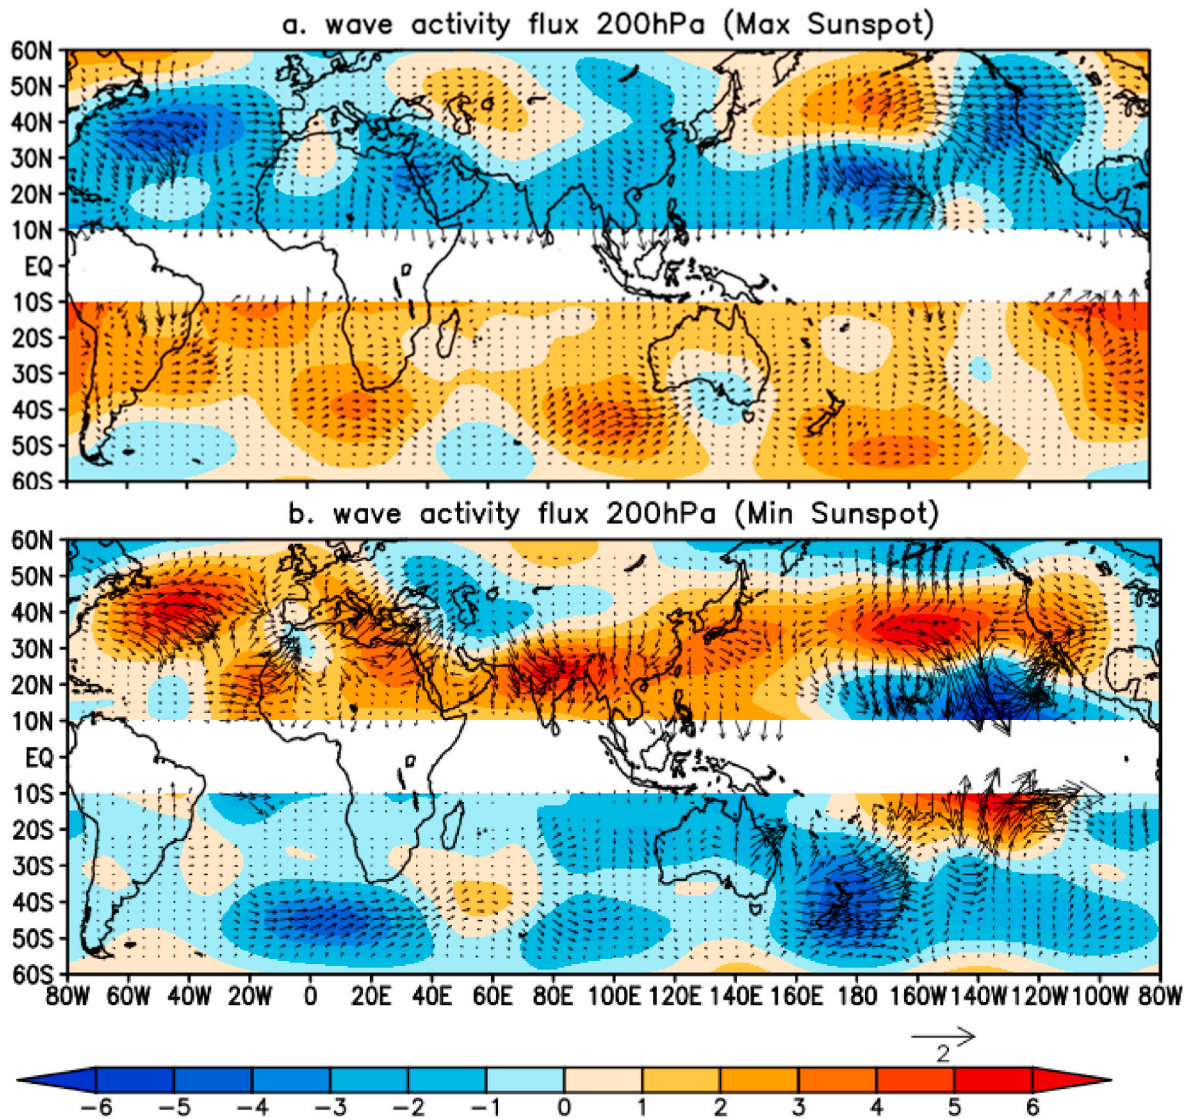 a. wave activity flux 200hPa (Max Sunspot)
60N
50N
40N
30N
20N
10N
EQ
10S
20S
30S
40S
50S
60S
b. wave activity flux 200hPa (Min Sunspot)
60N
50N
40N
30N
20N
10N
EQ
10S
20S
30S
40S
50S
60S
80W 60W 40W 20W 0 20E 40E 60E 80E 100E 120E 140E 160E 180 160W 140W 120W 100W 80W
2
−6 −5 −4 −3 −2 −1 0 1 2 3 4 5 6